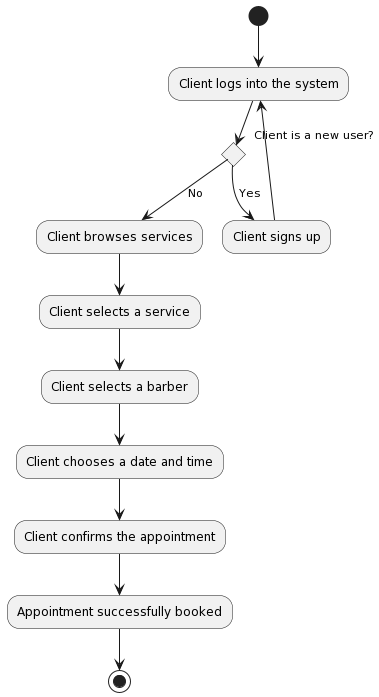 Client logs into the system
Client is a new user?
No
Yes
Client browses services
Client signs up
Client selects a service
Client selects a barber
Client chooses a date and time
Client confirms the appointment
Appointment successfully booked